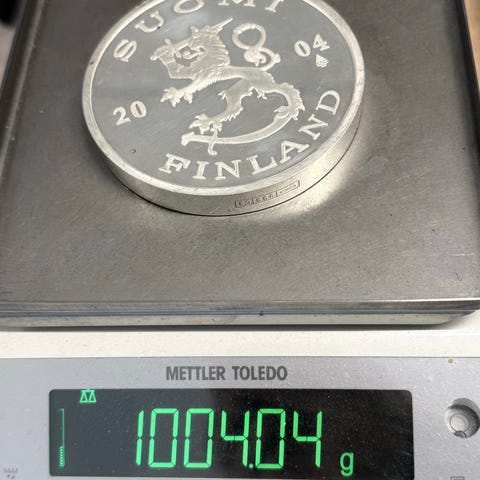 SUOMI
20 04
FINLAND
METTLER TOLEDO
1004.04 g